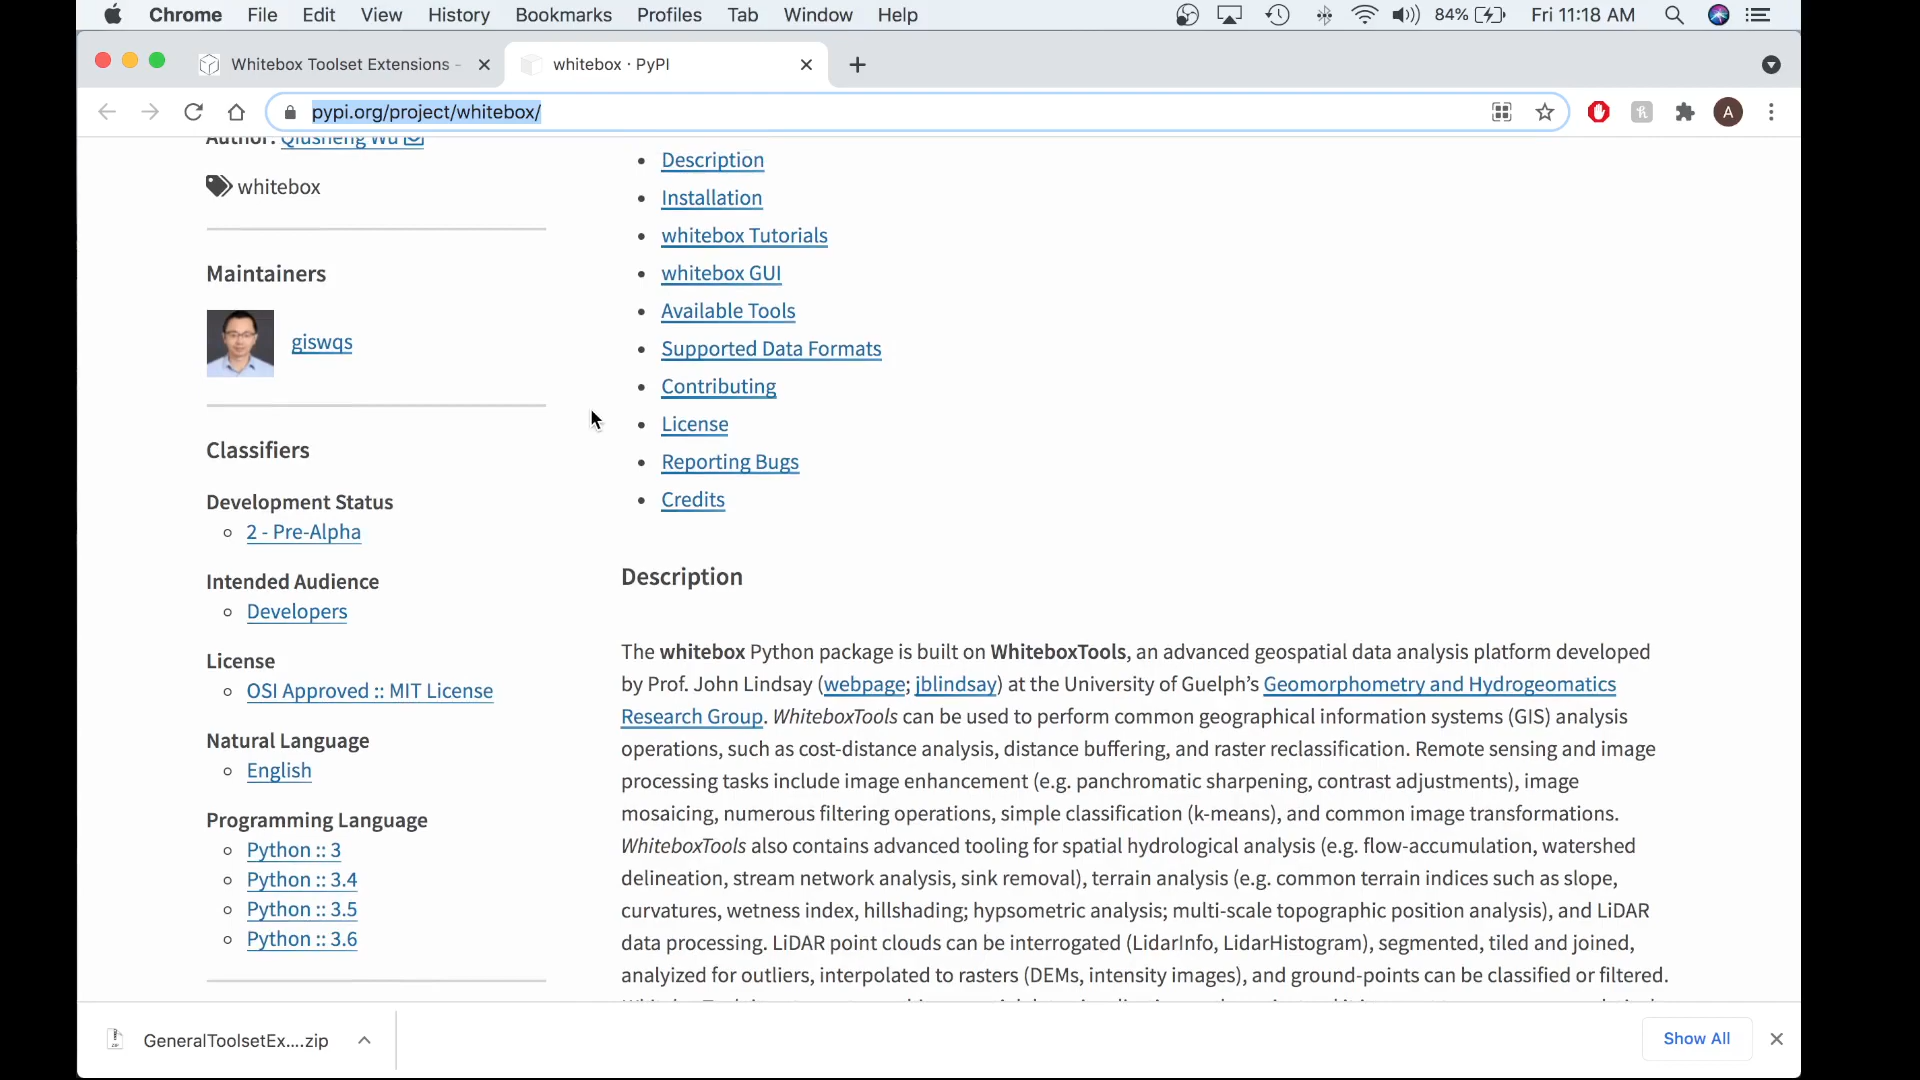 Chrome File Edit View History Bookmarks Profiles Tab Window Help 84% Fri 11:18 AM
Whitebox Toolset Extensions - whitebox · PyPI
pypi.org/project/whitebox/ A
Author: Qiusheng Wu
whitebox
Maintainers
giswqs
Classifiers
Development Status
2 - Pre-Alpha
Intended Audience
Developers
License
OSI Approved :: MIT License
Natural Language
English
Programming Language
Python :: 3
Python :: 3.4
Python :: 3.5
Python :: 3.6
Description
Installation
whitebox Tutorials
whitebox GUI
Available Tools
Supported Data Formats
Contributing
License
Reporting Bugs
Credits
Description
The whitebox Python package is built on WhiteboxTools, an advanced geospatial data analysis platform developed
by Prof. John Lindsay (webpage; jblindsay) at the University of Guelph’s Geomorphometry and Hydrogeomatics
Research Group. WhiteboxTools can be used to perform common geographical information systems (GIS) analysis
operations, such as cost-distance analysis, distance buffering, and raster reclassification. Remote sensing and image
processing tasks include image enhancement (e.g. panchromatic sharpening, contrast adjustments), image
mosaicing, numerous filtering operations, simple classification (k-means), and common image transformations.
WhiteboxTools also contains advanced tooling for spatial hydrological analysis (e.g. flow-accumulation, watershed
delineation, stream network analysis, sink removal), terrain analysis (e.g. common terrain indices such as slope,
curvatures, wetness index, hillshading; hypsometric analysis; multi-scale topographic position analysis), and LiDAR
data processing. LiDAR point clouds can be interrogated (LidarInfo, LidarHistogram), segmented, tiled and joined,
analyized for outliers, interpolated to rasters (DEMs, intensity images), and ground-points can be classified or filtered.
GeneralToolsetEx....zip Show All